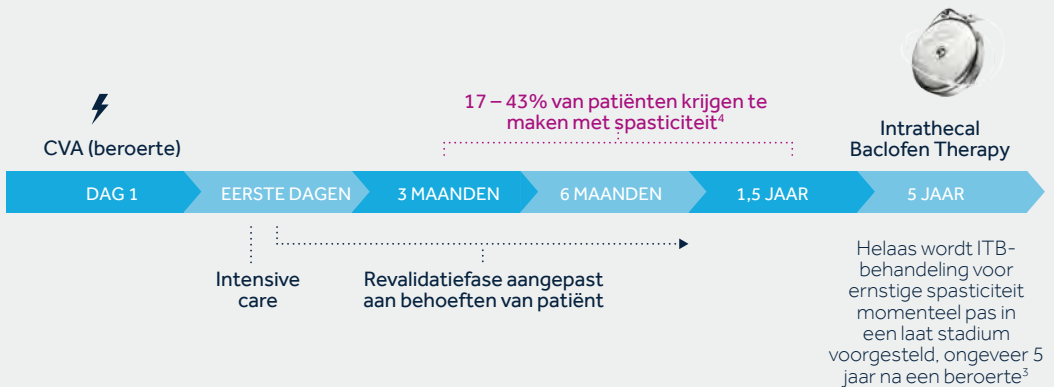 17 – 43% van patiënten krijgen te
maken met spasticiteit⁴
CVA (beroerte)
Intrathecal
Baclofen Therapy
DAG 1
EERSTE DAGEN
3 MAANDEN
6 MAANDEN
1,5 JAAR
5 JAAR
Intensive
care
Revalidatiefase aangepast
aan behoeften van patiënt
Helaas wordt ITB-
behandeling voor
ernstige spasticiteit
momenteel pas in
een laat stadium
voorgesteld, ongeveer 5
jaar na een beroerte³